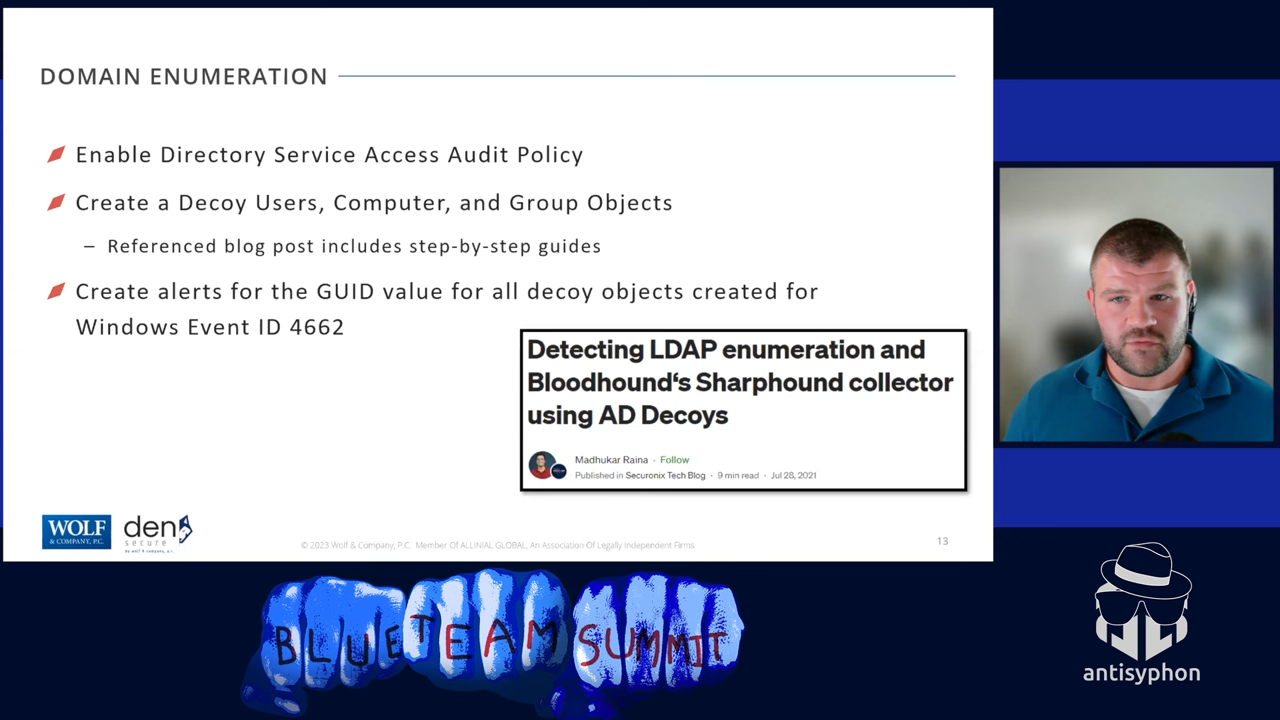 DOMAIN ENUMERATION
Enable Directory Service Access Audit Policy
Create a Decoy Users, Computer, and Group Objects
– Referenced blog post includes step-by-step guides
Create alerts for the GUID value for all decoy objects created for
Windows Event ID 4662
Detecting LDAP enumeration and
Bloodhound‘s Sharphound collector
using AD Decoys
Madhukar Raina · Follow
Published in Securonix Tech Blog · 9 min read · Jul 28, 2021
WOLF
& COMPANY, P.C.
den
secure
by wolf & company, p.c.
© 2023 Wolf & Company, P.C. Member Of ALLINIAL GLOBAL, An Association Of Legally Independent Firms
13
BLUE TEAM SUMMIT
antisyphon